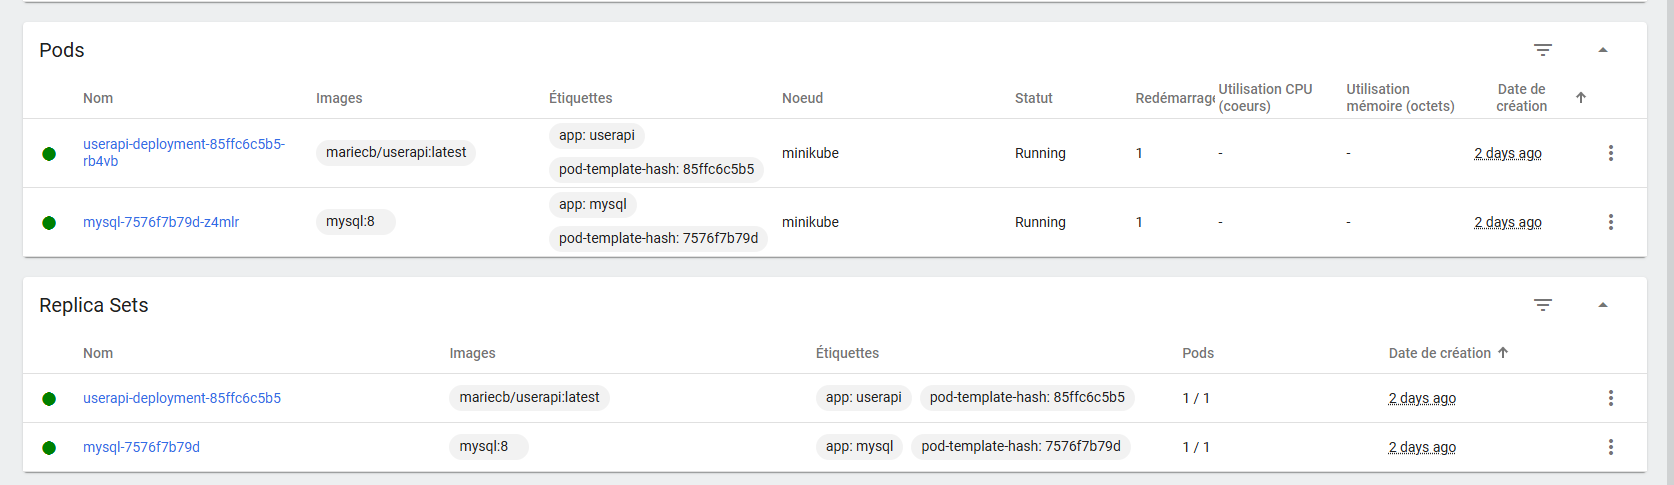 Pods
Nom Images Étiquettes Noeud Statut Redémarrage Utilisation CPU (coeurs) Utilisation mémoire (octets) Date de création
userapi-deployment-85ffc6c5b5-rb4vb mariecb/userapi:latest app: userapi pod-template-hash: 85ffc6c5b5 minikube Running 1 - - 2 days ago
mysql-7576f7b79d-z4mlr mysql:8 app: mysql pod-template-hash: 7576f7b79d minikube Running 1 - - 2 days ago
Replica Sets
Nom Images Étiquettes Pods Date de création
userapi-deployment-85ffc6c5b5 mariecb/userapi:latest app: userapi pod-template-hash: 85ffc6c5b5 1 / 1 2 days ago
mysql-7576f7b79d mysql:8 app: mysql pod-template-hash: 7576f7b79d 1 / 1 2 days ago